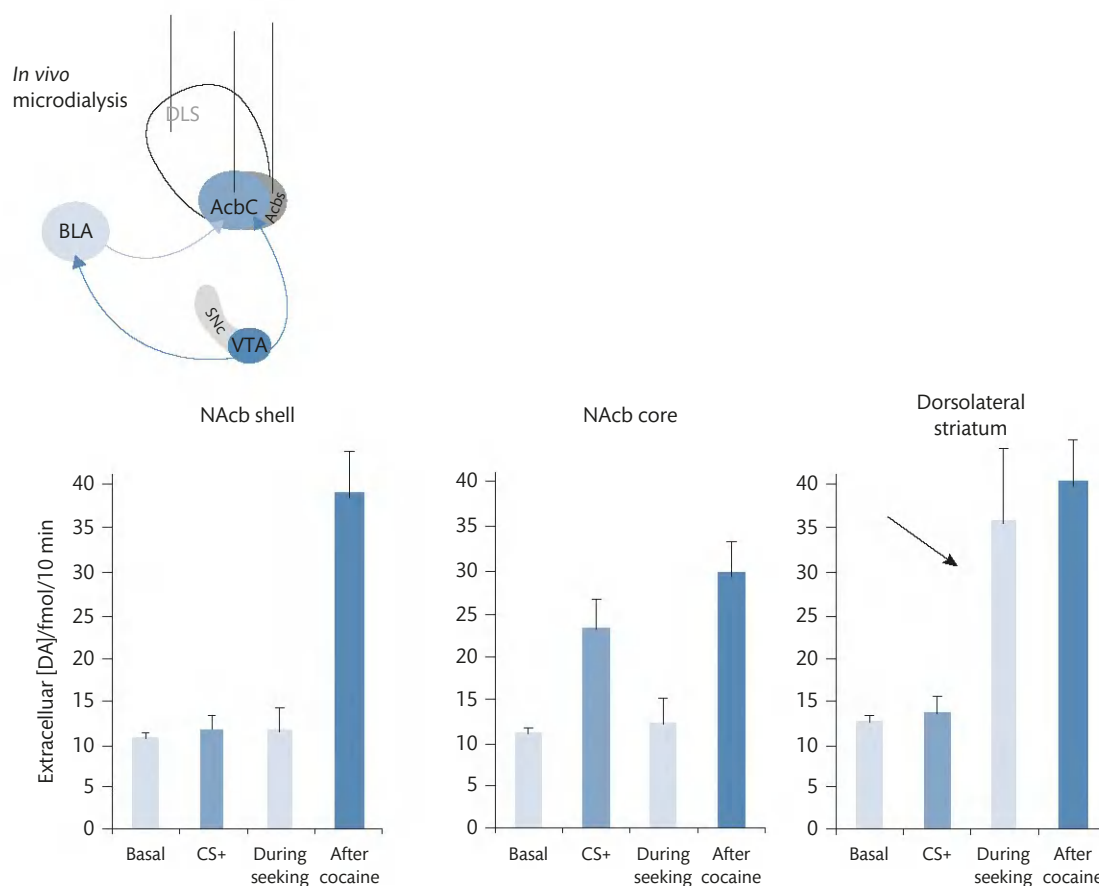 In vivo
microdialysis
DLS
AcbC
Acbs
BLA
SNc
VTA
NAcb shell
Extracelluar [DA]/fmol/10 min
40
35
30
25
20
15
10
5
0
Basal
CS+
During
seeking
After
cocaine
NAcb core
40
35
30
25
20
15
10
5
0
Basal
CS+
During
seeking
After
cocaine
Dorsolateral
striatum
40
35
30
25
20
15
10
5
0
Basal
CS+
During
seeking
After
cocaine